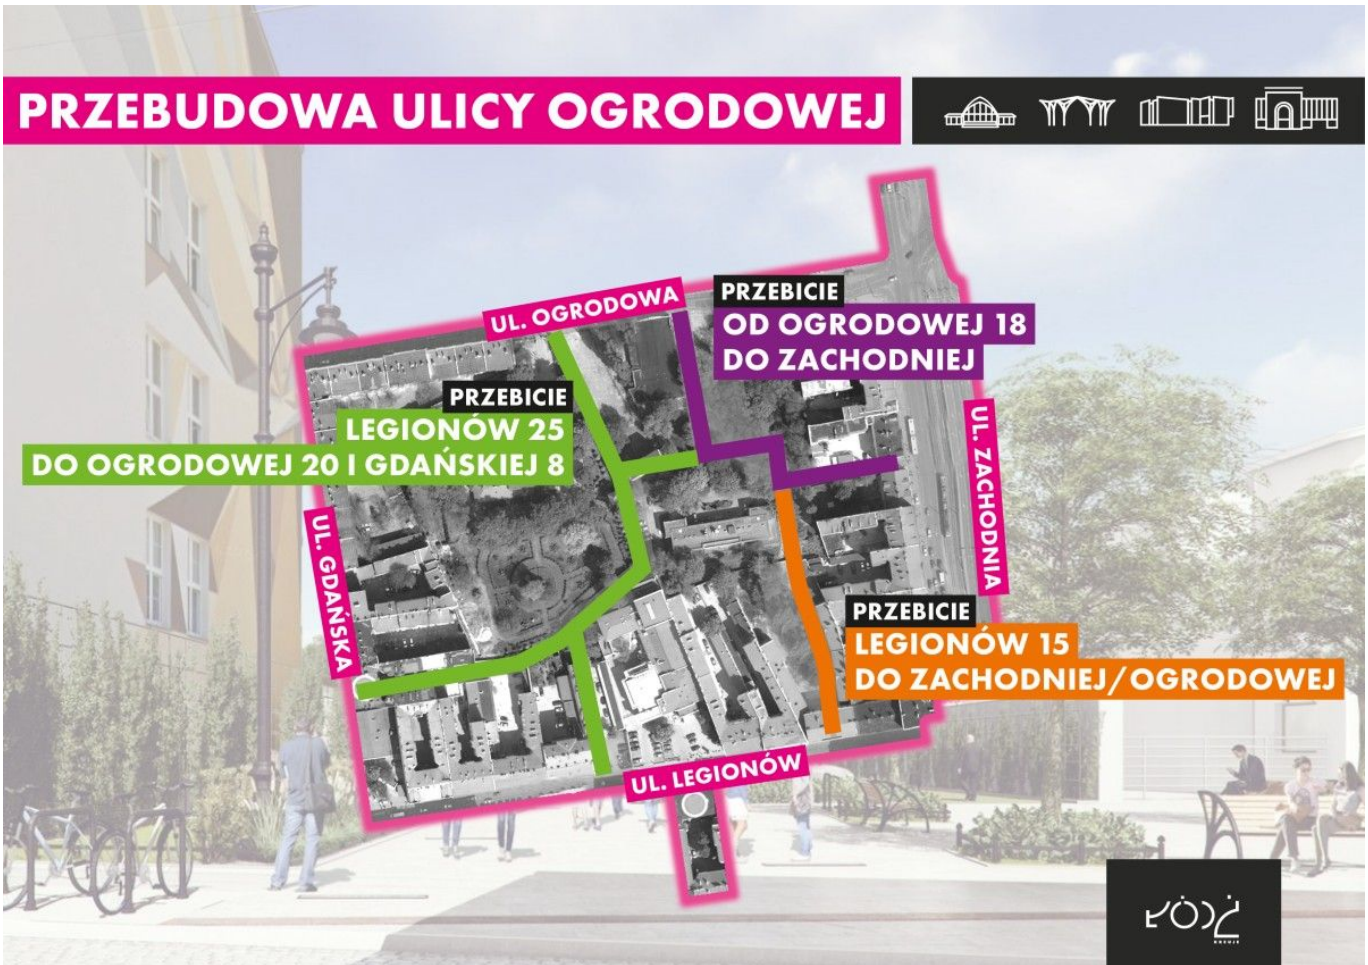 PRZEBUDOWA ULICY OGRODOWEJ
UL. OGRODOWA
PRZEBICIE
OD OGRODOWEJ 18
DO ZACHODNIEJ
PRZEBICIE
LEGIONÓW 25
DO OGRODOWEJ 20 I GDAŃSKIEJ 8
UL. ZACHODNIA
UL. GDAŃSKA
PRZEBICIE
LEGIONÓW 15
DO ZACHODNIEJ/OGRODOWEJ
UL. LEGIONÓW
ŁÓDŹ